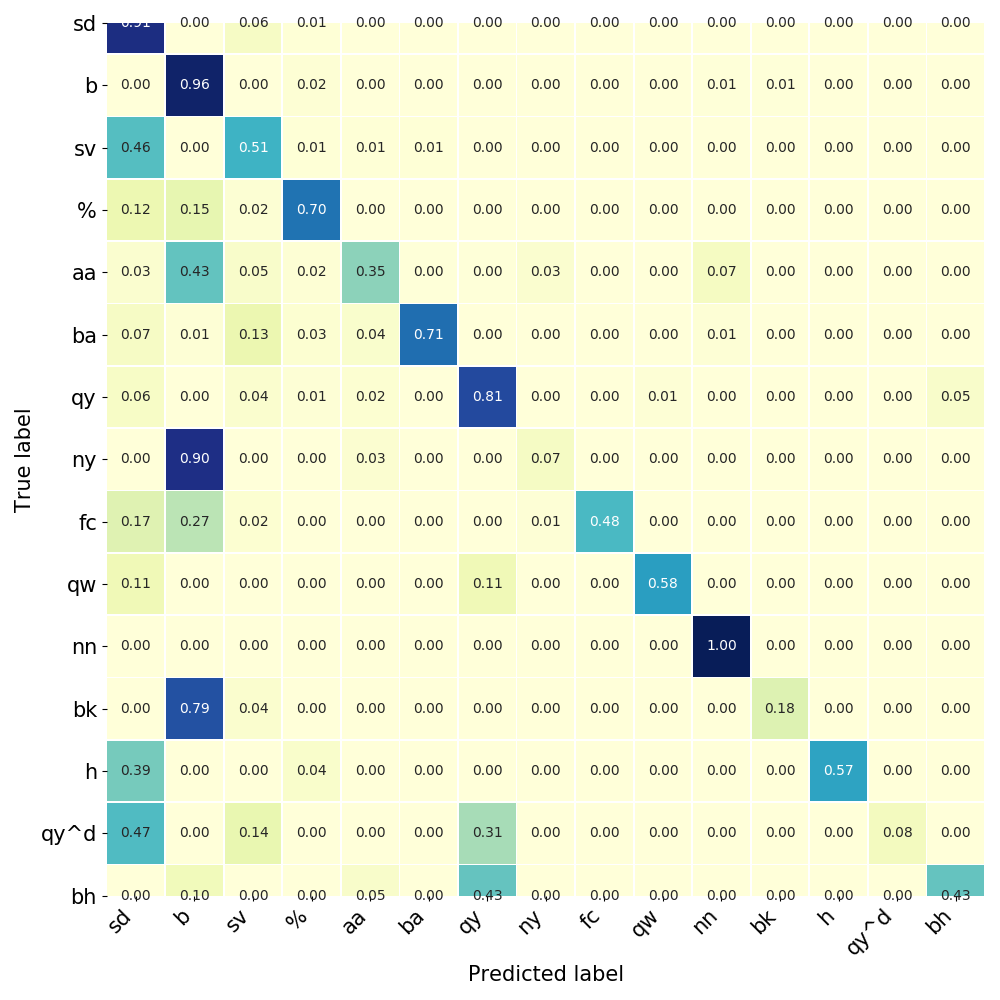 sd 0.91 0.00 0.06 0.01 0.00 0.00 0.00 0.00 0.00 0.00 0.00 0.00 0.00 0.00 0.00
b 0.00 0.96 0.00 0.02 0.00 0.00 0.00 0.00 0.00 0.00 0.01 0.01 0.00 0.00 0.00
sv 0.46 0.00 0.51 0.01 0.01 0.01 0.00 0.00 0.00 0.00 0.00 0.00 0.00 0.00 0.00
% 0.12 0.15 0.02 0.70 0.00 0.00 0.00 0.00 0.00 0.00 0.00 0.00 0.00 0.00 0.00
aa 0.03 0.43 0.05 0.02 0.35 0.00 0.00 0.03 0.00 0.00 0.07 0.00 0.00 0.00 0.00
ba 0.07 0.01 0.13 0.03 0.04 0.71 0.00 0.00 0.00 0.00 0.01 0.00 0.00 0.00 0.00
qy 0.06 0.00 0.04 0.01 0.02 0.00 0.81 0.00 0.00 0.01 0.00 0.00 0.00 0.00 0.05
ny 0.00 0.90 0.00 0.00 0.03 0.00 0.00 0.07 0.00 0.00 0.00 0.00 0.00 0.00 0.00
fc 0.17 0.27 0.02 0.00 0.00 0.00 0.00 0.01 0.48 0.00 0.00 0.00 0.00 0.00 0.00
qw 0.11 0.00 0.00 0.00 0.00 0.00 0.11 0.00 0.00 0.58 0.00 0.00 0.00 0.00 0.00
nn 0.00 0.00 0.00 0.00 0.00 0.00 0.00 0.00 0.00 0.00 1.00 0.00 0.00 0.00 0.00
bk 0.00 0.79 0.04 0.00 0.00 0.00 0.00 0.00 0.00 0.00 0.00 0.18 0.00 0.00 0.00
h 0.39 0.00 0.00 0.04 0.00 0.00 0.00 0.00 0.00 0.00 0.00 0.00 0.57 0.00 0.00
qy^d 0.47 0.00 0.14 0.00 0.00 0.00 0.31 0.00 0.00 0.00 0.00 0.00 0.00 0.08 0.00
bh 0.00 0.10 0.00 0.00 0.05 0.00 0.43 0.00 0.00 0.00 0.00 0.00 0.00 0.00 0.43
sd b sv % aa ba qy ny fc qw nn bk h qy^d bh
True label
Predicted label